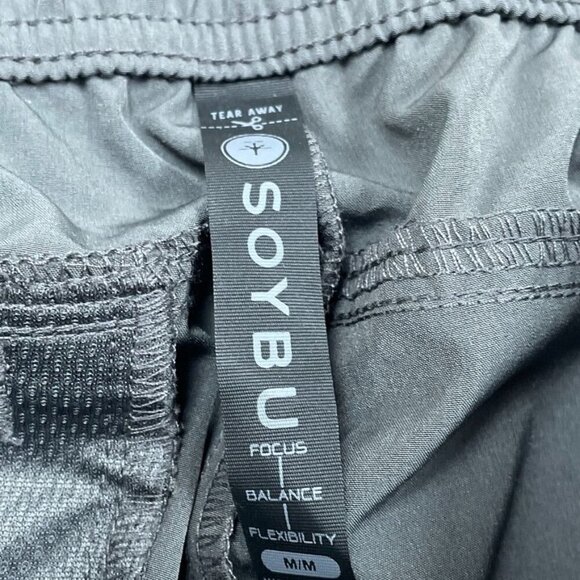 TEAR AWAY
SOYBU
FOCUS
BALANCE
FLEXIBILITY
M/M